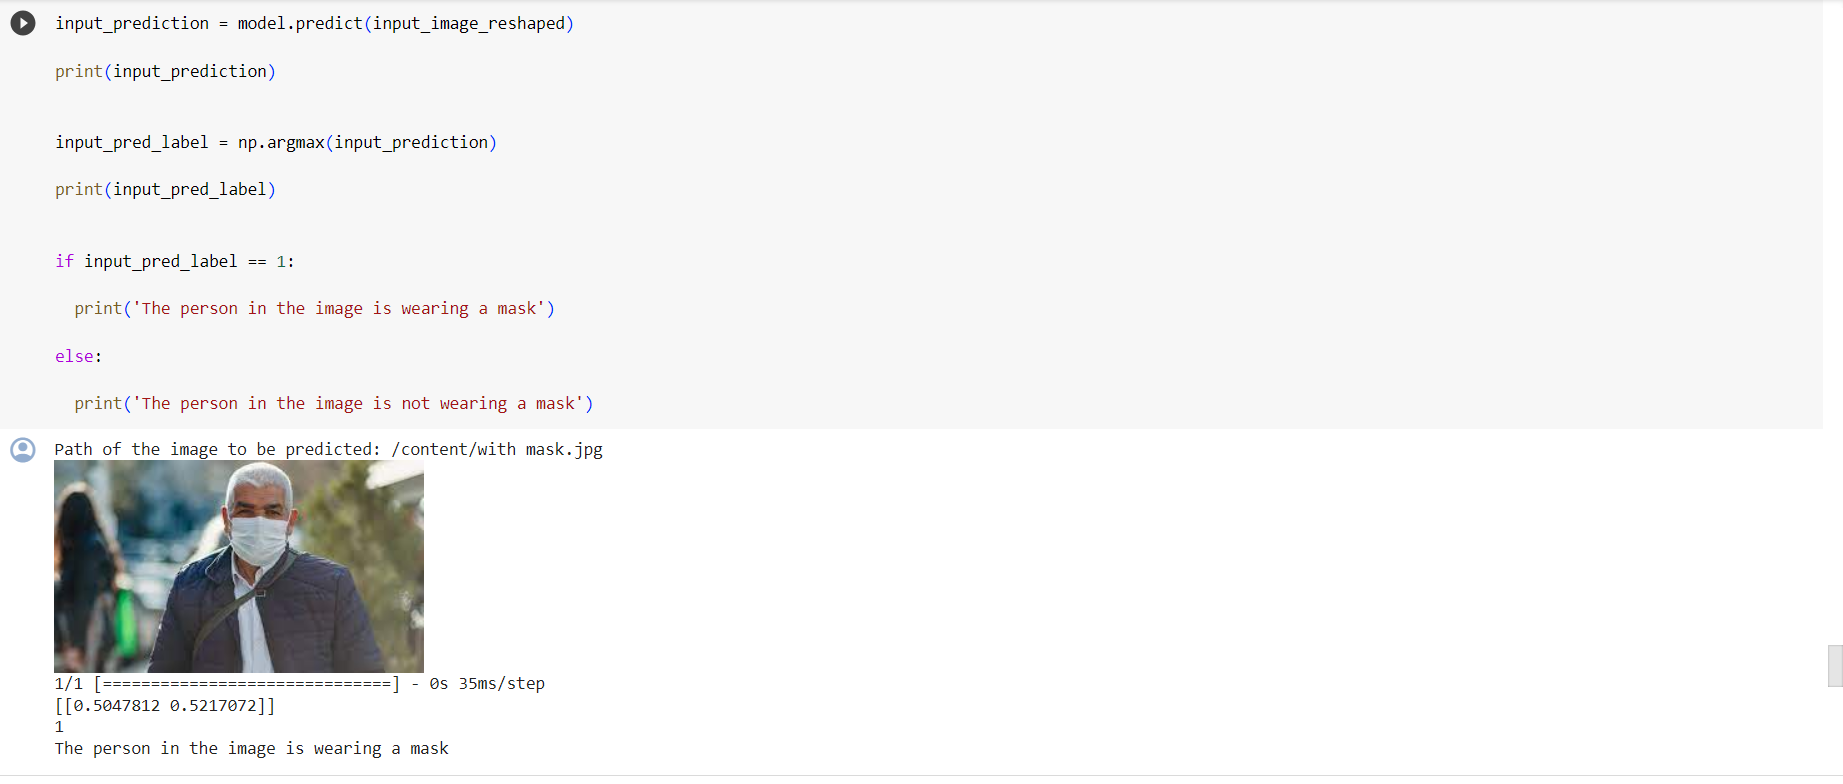 input_prediction = model.predict(input_image_reshaped)
print(input_prediction)
input_pred_label = np.argmax(input_prediction)
print(input_pred_label)
if input_pred_label == 1:
  print('The person in the image is wearing a mask')
else:
  print('The person in the image is not wearing a mask')
Path of the image to be predicted: /content/with mask.jpg
1/1 [==============================] - 0s 35ms/step
[[0.5047812 0.5217072]]
1
The person in the image is wearing a mask